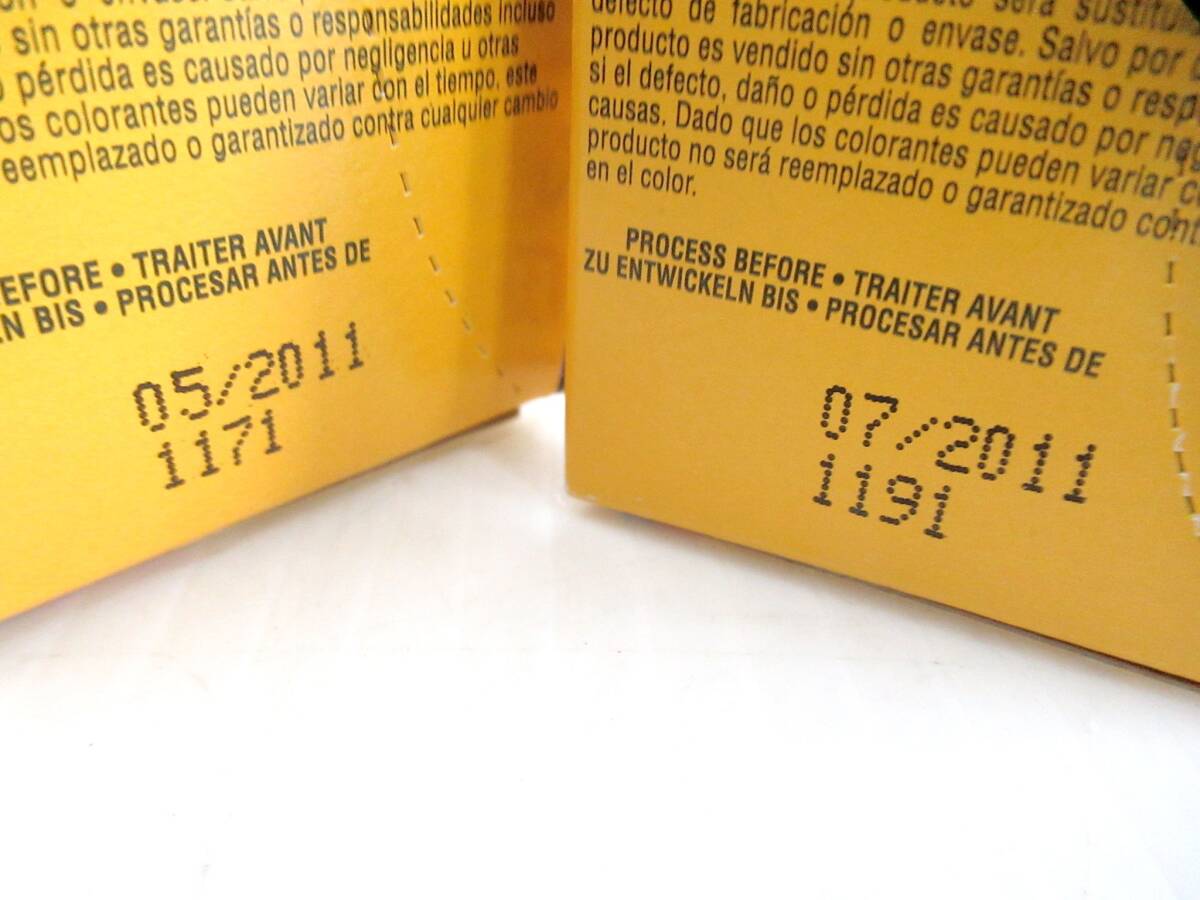 sin otras garantías o responsabilidades incluso
pérdida es causado por negligencia u otras
os colorantes pueden variar con el tiempo, este
eemplazado o garantizado contra cualquier cambio
EFORE • TRAITER AVANT
N BIS • PROCESAR ANTES DE
05/2011
1171
producto será sustitu
defecto de fabricación o envase. Salvo por
producto es vendido sin otras garantías o resp
si el defecto, daño o pérdida es causado por neg
causas. Dado que los colorantes pueden variar c
producto no será reemplazado o garantizado cont
en el color.
PROCESS BEFORE • TRAITER AVANT
ZU ENTWICKELN BIS • PROCESAR ANTES DE
07/2011
1191